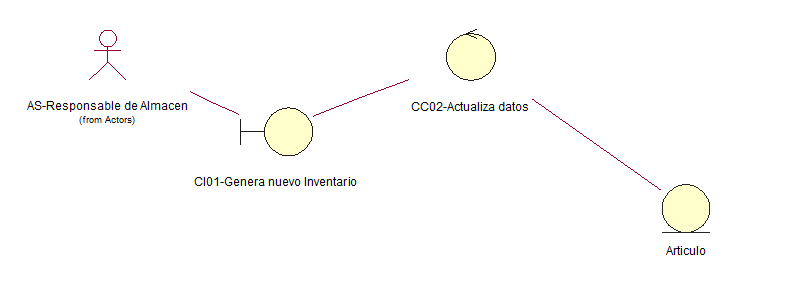 AS-Responsable de Almacen
(from Actors)
CI01-Genera nuevo Inventario
CC02-Actualiza datos
Articulo